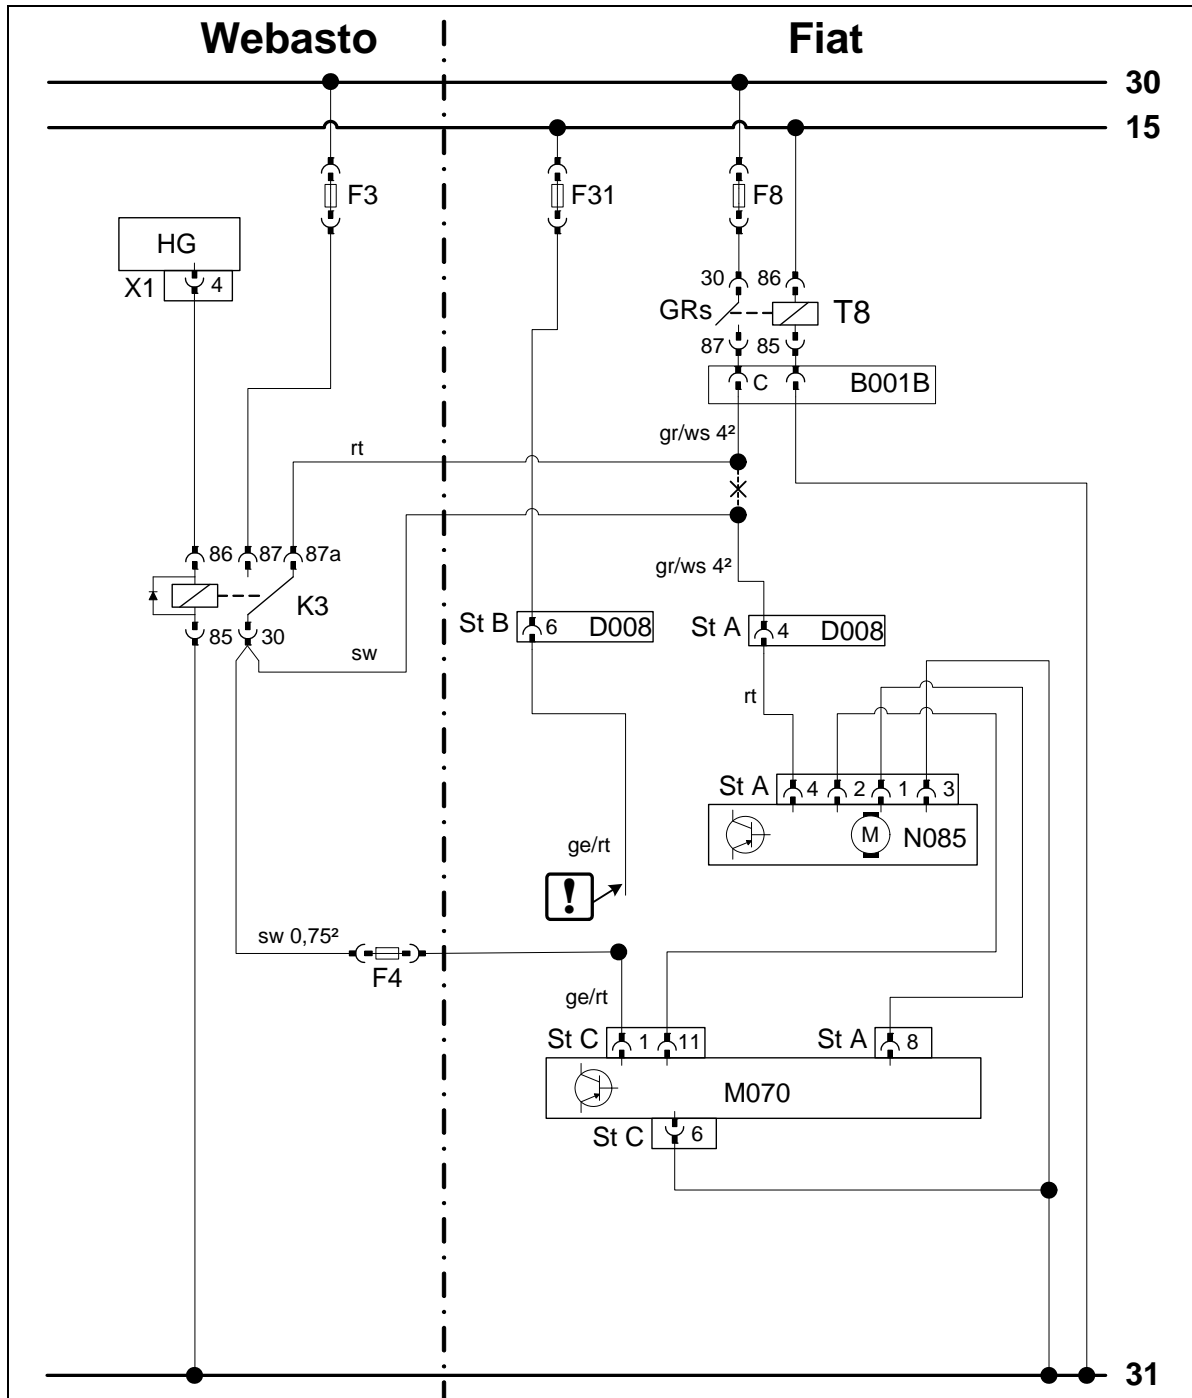 Webasto Fiat
30
15
F3 F31 F8
HG
X1 4
30 86
GRs T8
87 85
C B001B
gr/ws 4²
rt
86 87 87a
K3
85 30
gr/ws 4²
St B 6 D008 St A 4 D008
sw
rt
St A 4 2 1 3
M N085
ge/rt
!
sw 0,75²
F4
ge/rt
St C 1 11 St A 8
M070
St C 6
31